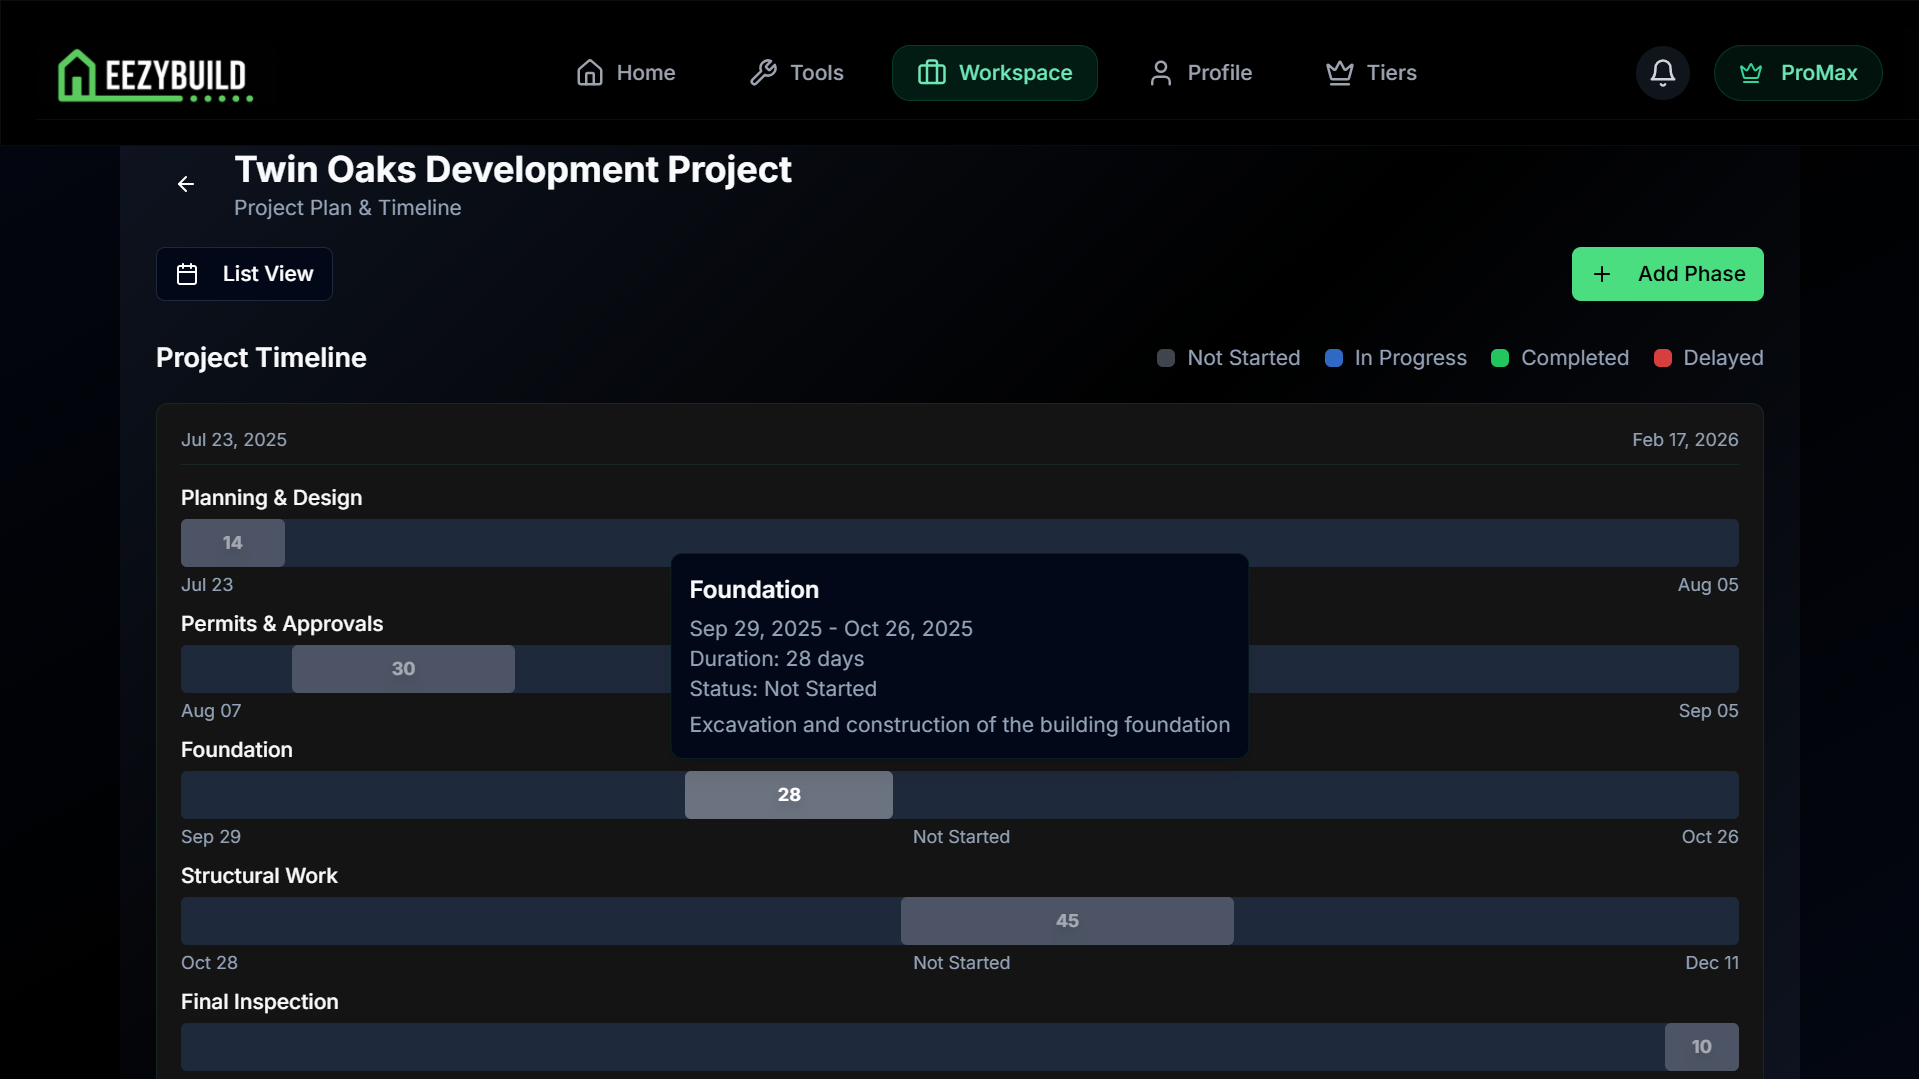 EEZYBUILD
Home
Tools
Workspace
Profile
Tiers
ProMax
Twin Oaks Development Project
Project Plan & Timeline
List View
Add Phase
Project Timeline
Not Started
In Progress
Completed
Delayed
Jul 23, 2025
Feb 17, 2026
Planning & Design
14
Jul 23
Aug 05
Permits & Approvals
30
Aug 07
Sep 05
Foundation
Sep 29, 2025 - Oct 26, 2025
Duration: 28 days
Status: Not Started
Excavation and construction of the building foundation
Foundation
28
Sep 29
Not Started
Oct 26
Structural Work
45
Oct 28
Not Started
Dec 11
Final Inspection
10